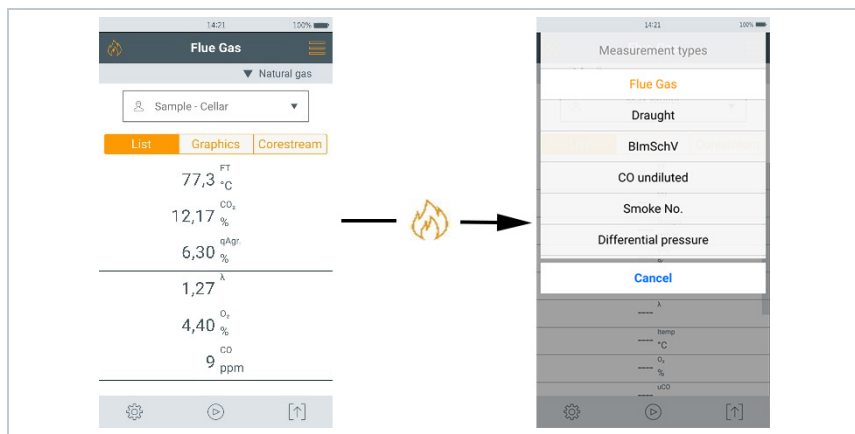 14:21 100%
Flue Gas
▼ Natural gas
Sample - Cellar ▼
List Graphics Corestream
77,3 FT °C
12,17 CO₂ %
6,30 qAgr. %
1,27 λ
4,40 O₂ %
9 CO ppm
14:21 100%
Measurement types
Flue Gas
Draught
BImSchV
CO undiluted
Smoke No.
Differential pressure
Cancel
---- λ
---- Itemp °C
---- O₂ %
---- uCO